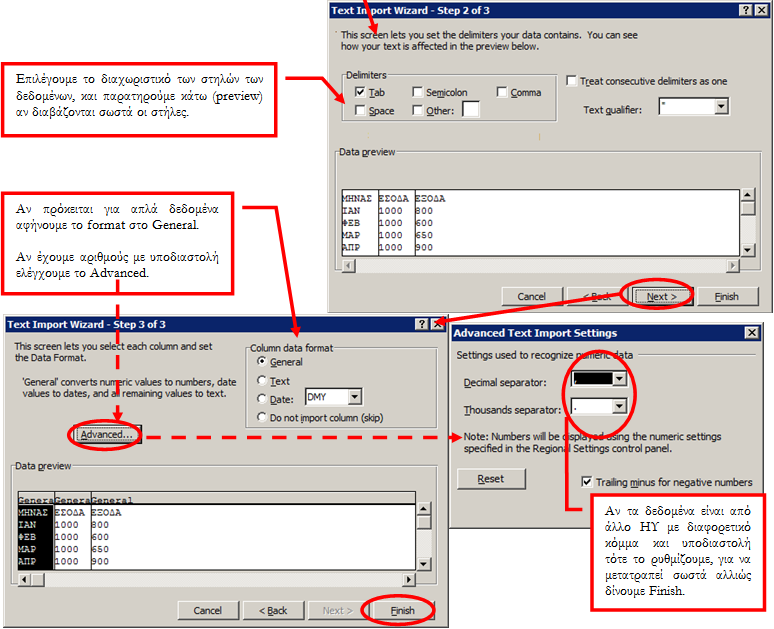 Text Import Wizard - Step 2 of 3
This screen lets you set the delimiters your data contains. You can see
how your text is affected in the preview below.
Delimiters
Tab
Semicolon
Comma
Space
Other:
Treat consecutive delimiters as one
Text qualifier:
"
Data preview
ΜΗΝΑΣ ΕΣΟΔΑ ΕΞΟΔΑ
ΙΑΝ 1000 800
ΦΕΒ 1000 600
ΜΑΡ 1000 650
ΑΠΡ 1000 900
Cancel
< Back
Next >
Finish
Επιλέγουμε το διαχωριστικό των στηλών των
δεδομένων, και παρατηρούμε κάτω (preview)
αν διαβάζονται σωστά οι στήλες.
Αν πρόκειται για απλά δεδομένα
αφήνουμε το format στο General.
Αν έχουμε αριθμούς με υποδιαστολή
ελέγχουμε το Advanced.
Text Import Wizard - Step 3 of 3
This screen lets you select each column and set
the Data Format.
'General' converts numeric values to numbers, date
values to dates, and all remaining values to text.
Advanced...
Column data format
General
Text
Date:
DMY
Do not import column (skip)
Data preview
GeneraGeneraGeneral
ΜΗΝΑΣ ΕΣΟΔΑ ΕΞΟΔΑ
ΙΑΝ 1000 800
ΦΕΒ 1000 600
ΜΑΡ 1000 650
ΑΠΡ 1000 900
Cancel
< Back
Next >
Finish
Advanced Text Import Settings
Settings used to recognize numeric data
Decimal separator:
,
Thousands separator:
.
Note: Numbers will be displayed using the numeric settings
specified in the Regional Settings control panel.
Reset
Trailing minus for negative numbers
Αν τα δεδομένα είναι από
άλλο ΗΥ με διαφορετικό
κόμμα και υποδιαστολή
τότε το ρυθμίζουμε, για να
μετατραπεί σωστά αλλιώς
δίνουμε Finish.